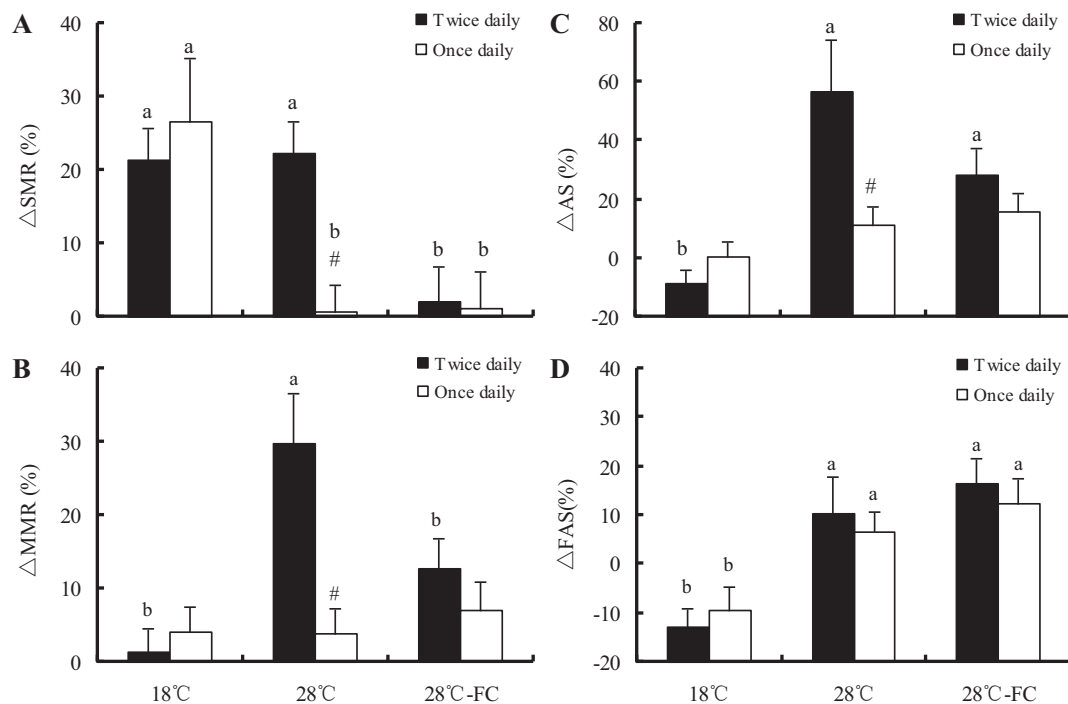 A
40
30
20
10
0
△SMR (%)
Twice daily
Once daily
a
a
a
b
#
b
b
C
80
60
40
20
0
-20
△AS (%)
Twice daily
Once daily
b
a
#
a
B
40
30
20
10
0
△MMR (%)
Twice daily
Once daily
b
a
#
b
18℃
28℃
28℃-FC
D
40
30
20
10
0
-10
-20
△FAS(%)
Twice daily
Once daily
b
b
a
a
a
a
18℃
28℃
28℃-FC